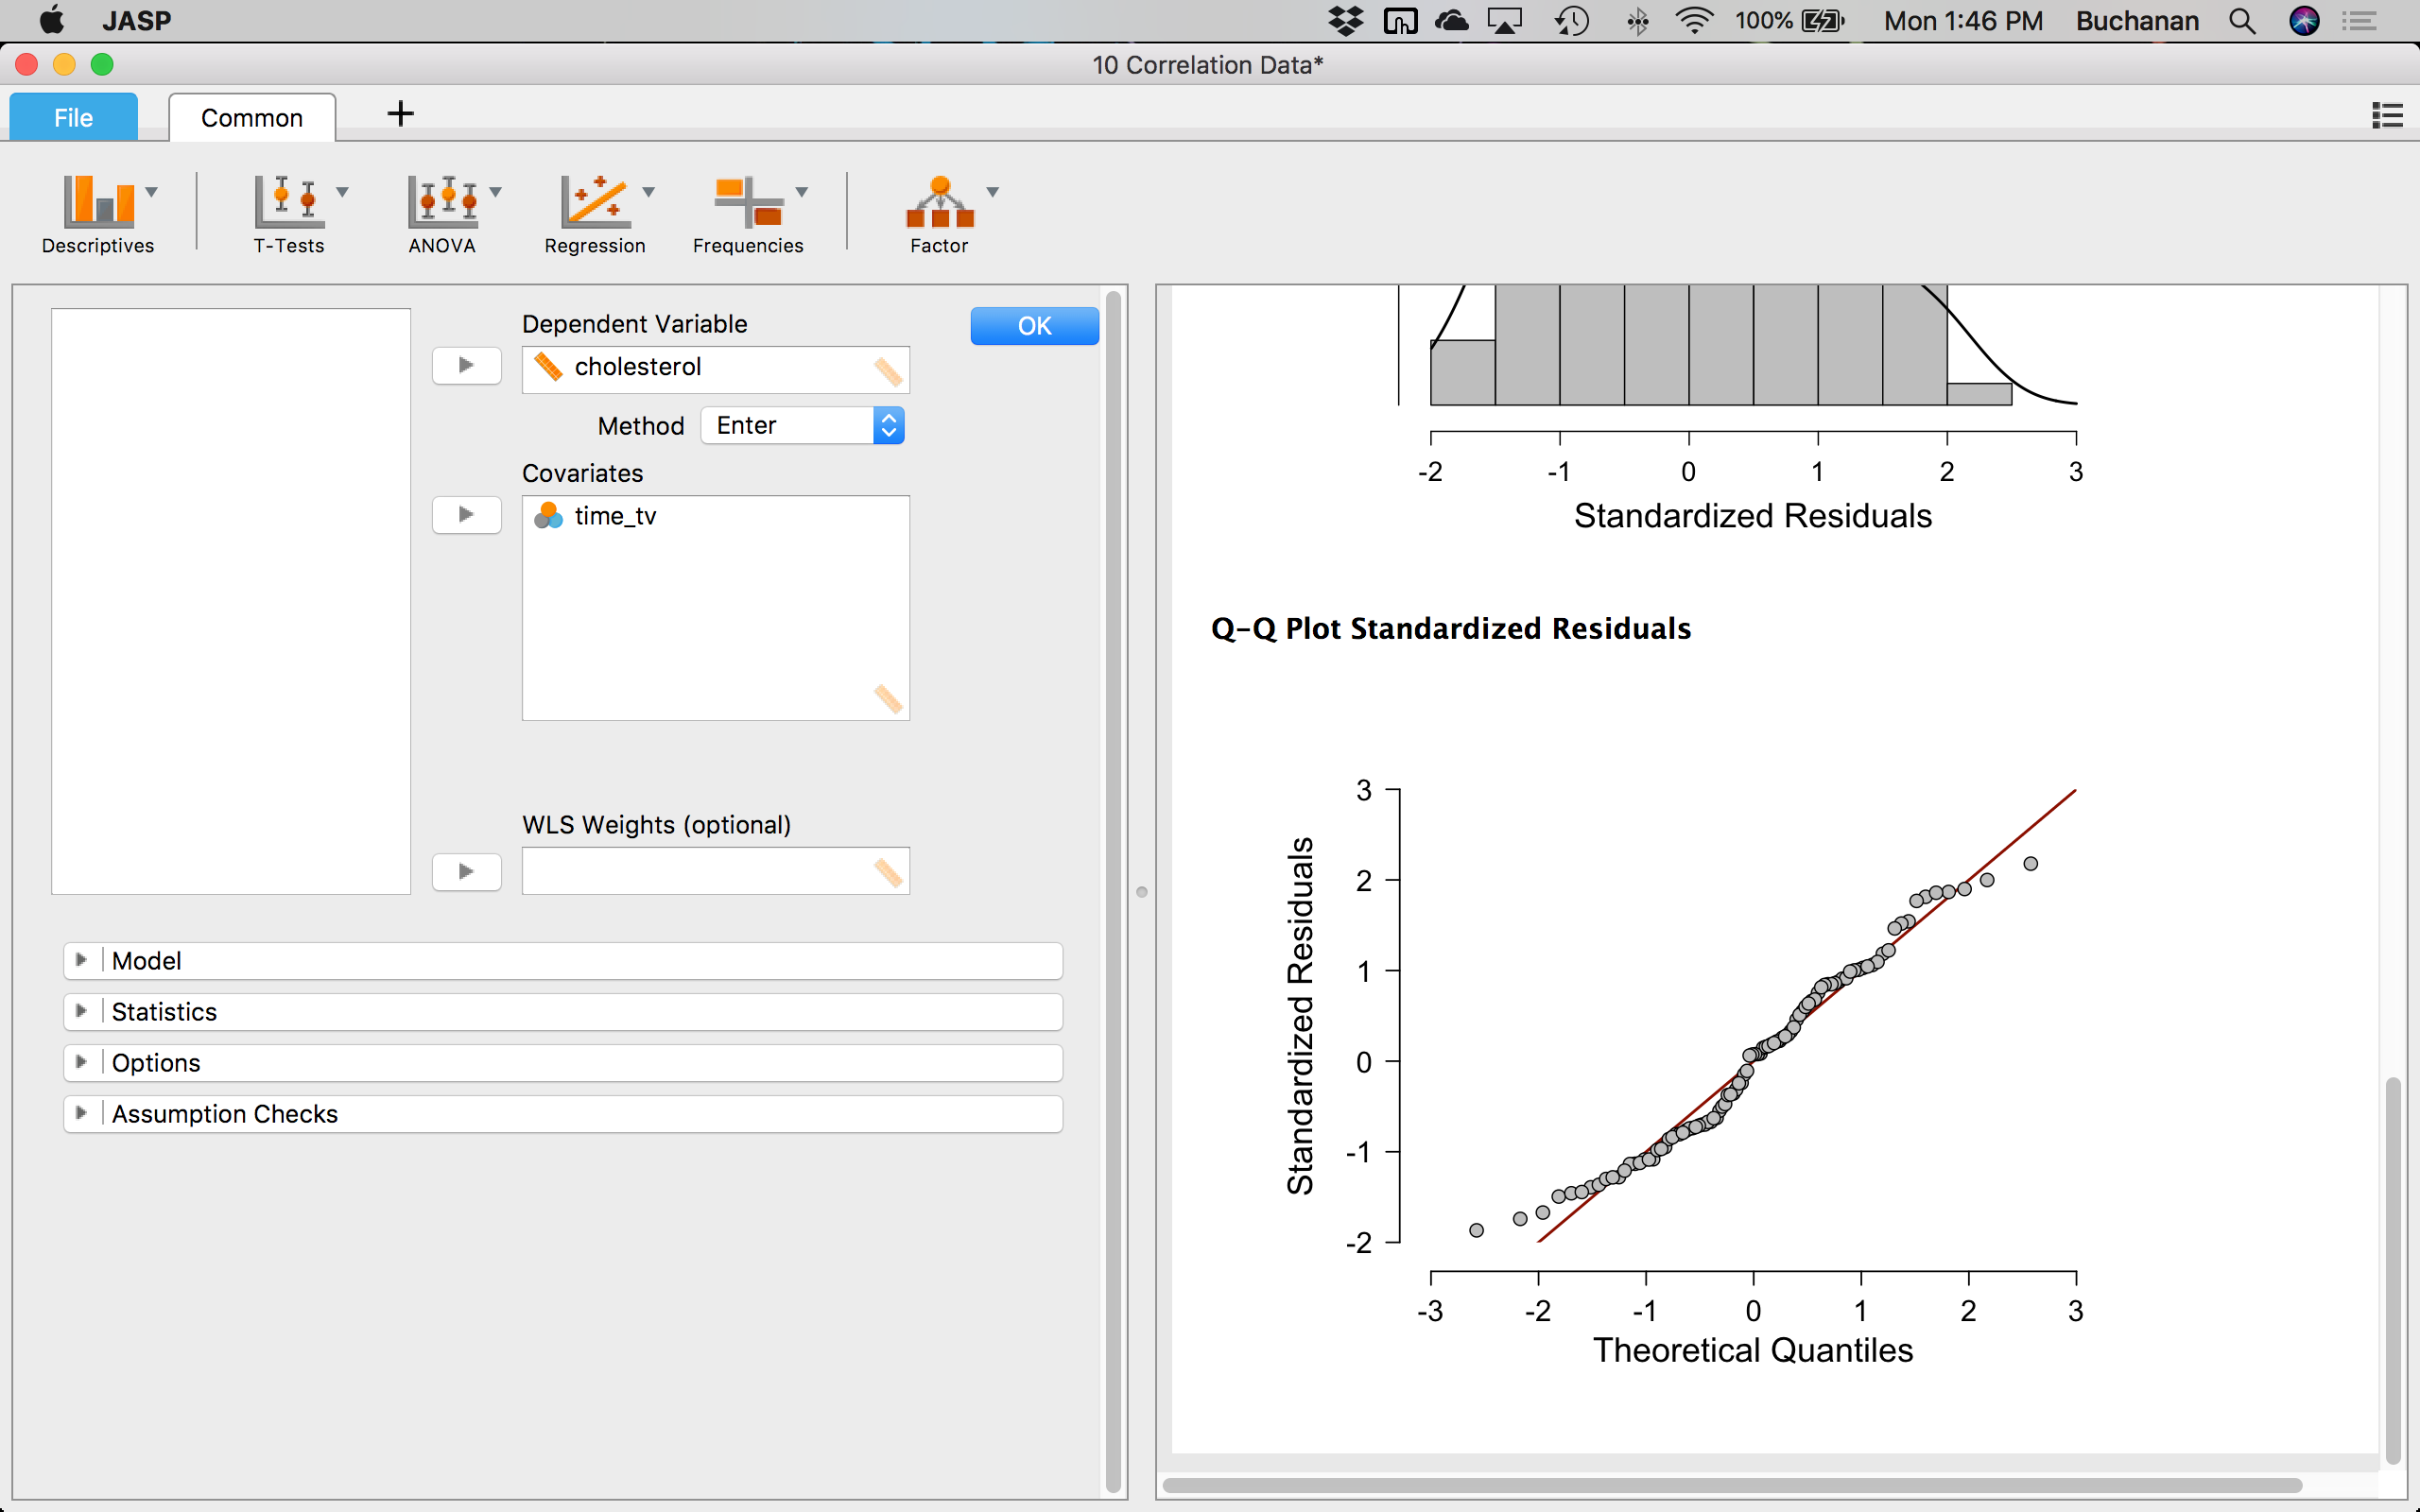 JASP
100%
Mon 1:46 PM
Buchanan
10 Correlation Data*
File
Common
+
Descriptives
T-Tests
ANOVA
Regression
Frequencies
Factor
Dependent Variable
OK
cholesterol
Method
Enter
Covariates
time_tv
WLS Weights (optional)
Model
Statistics
Options
Assumption Checks
-2 -1 0 1 2 3
Standardized Residuals
Q–Q Plot Standardized Residuals
Standardized Residuals
3
2
1
0
-1
-2
-3 -2 -1 0 1 2 3
Theoretical Quantiles